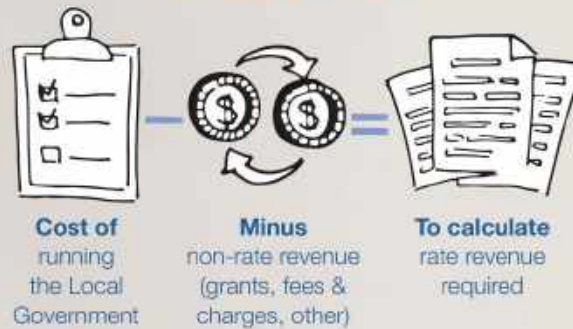 Cost of
running
the Local
Government
Minus
non-rate revenue
(grants, fees &
charges, other)
To calculate
rate revenue
required